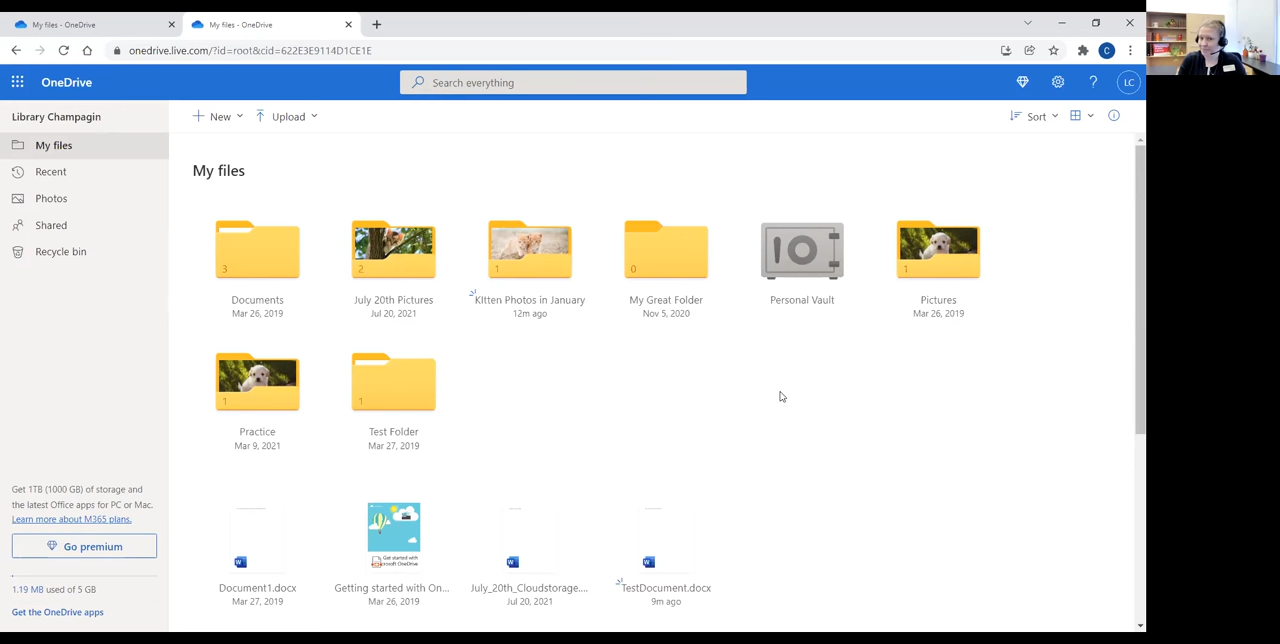 My files - OneDrive
My files - OneDrive
onedrive.live.com/?id=root&cid=622E3E9114D1CE1E
C
OneDrive
Search everything
?
LC
Library Champagin
New
Upload
Sort
My files
Recent
Photos
Shared
Recycle bin
My files
3
2
1
0
1
Documents
July 20th Pictures
KItten Photos in January
My Great Folder
Personal Vault
Pictures
Mar 26, 2019
Jul 20, 2021
12m ago
Nov 5, 2020
Mar 26, 2019
1
1
Practice
Test Folder
Mar 9, 2021
Mar 27, 2019
Get 1TB (1000 GB) of storage and
the latest Office apps for PC or Mac.
Learn more about M365 plans.
Go premium
1.19 MB used of 5 GB
Get the OneDrive apps
W
Get started with
Microsoft OneDrive
W
W
Document1.docx
Getting started with On...
July_20th_Cloudstorage....
TestDocument.docx
Mar 27, 2019
Mar 26, 2019
Jul 20, 2021
9m ago